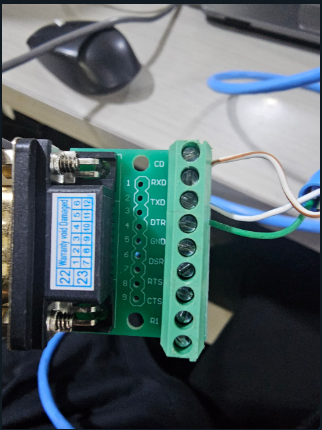 CD
1 RXD
2 TXD
3
DTR
4
5 GND
6
DSR
7
RTS
8
9 CTS
RI
Warranty void Damaged
22 1 2 3 4 5 6
23 7 8 9 10 11 12